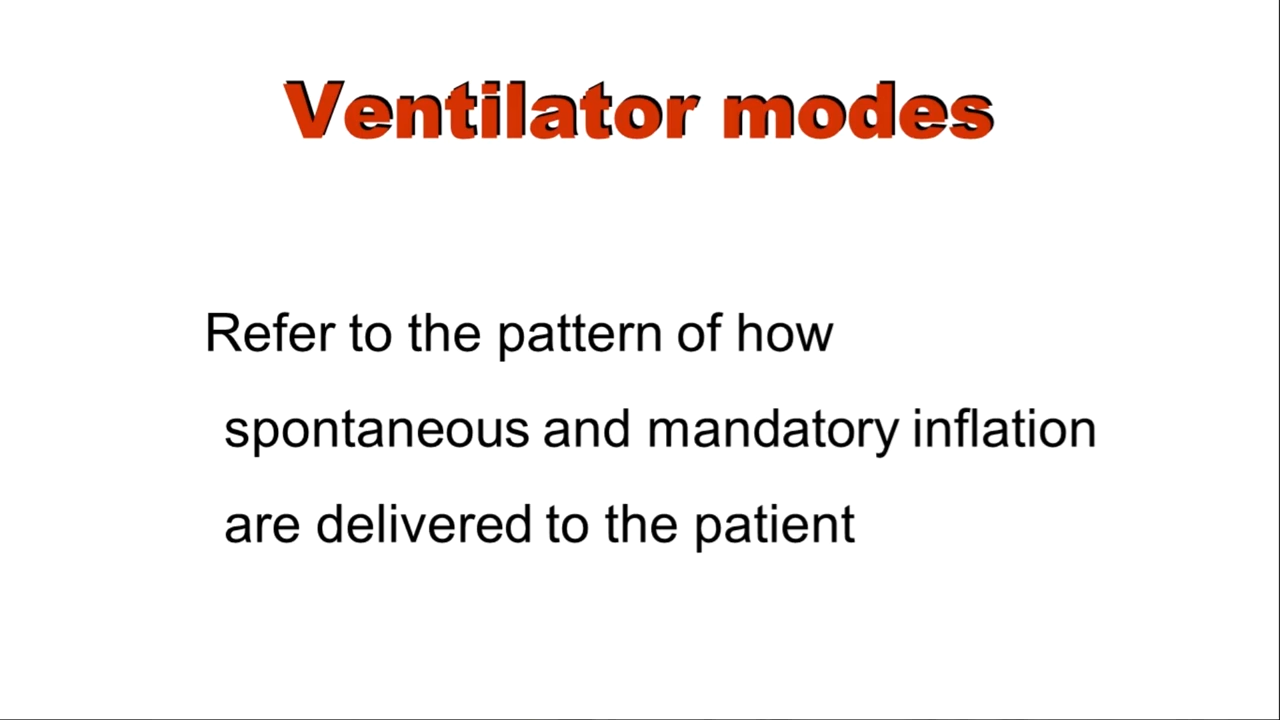 Ventilator modes
Refer to the pattern of how
spontaneous and mandatory inflation
are delivered to the patient